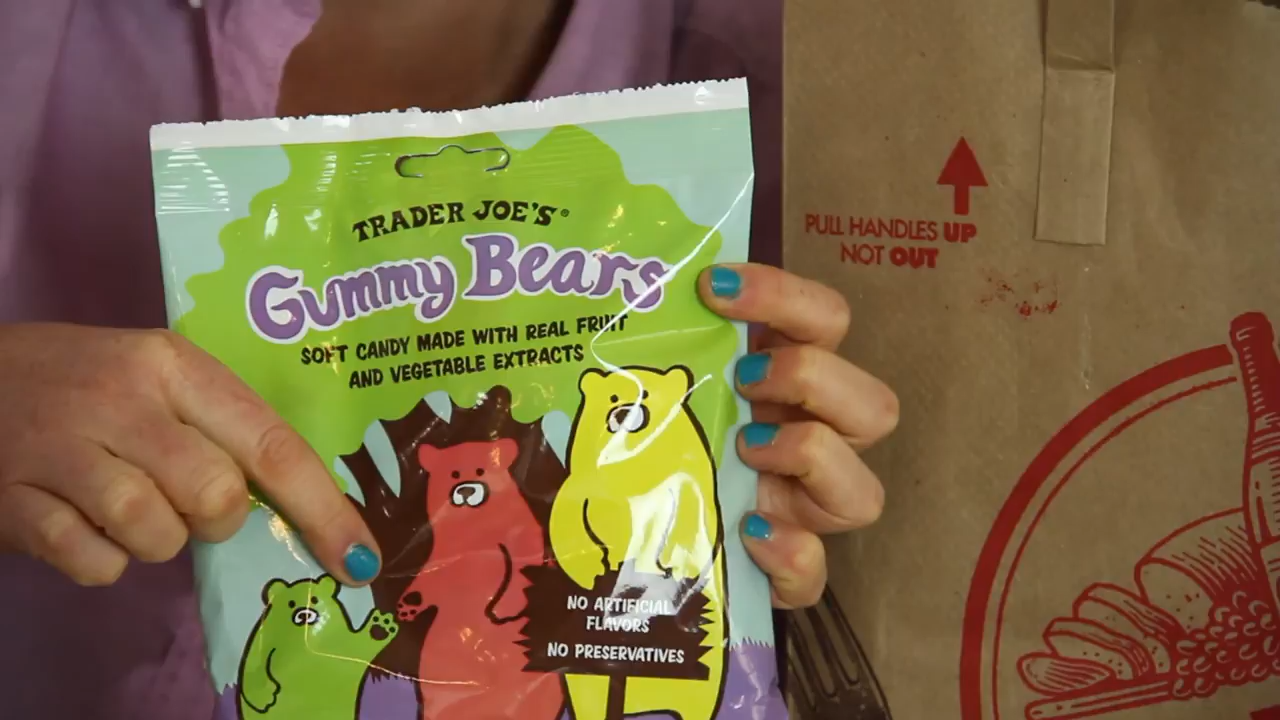 TRADER JOE'S®
Gummy Bears
SOFT CANDY MADE WITH REAL FRUIT
AND VEGETABLE EXTRACTS
NO ARTIFICIAL
FLAVORS
NO PRESERVATIVES
PULL HANDLES UP
NOT OUT